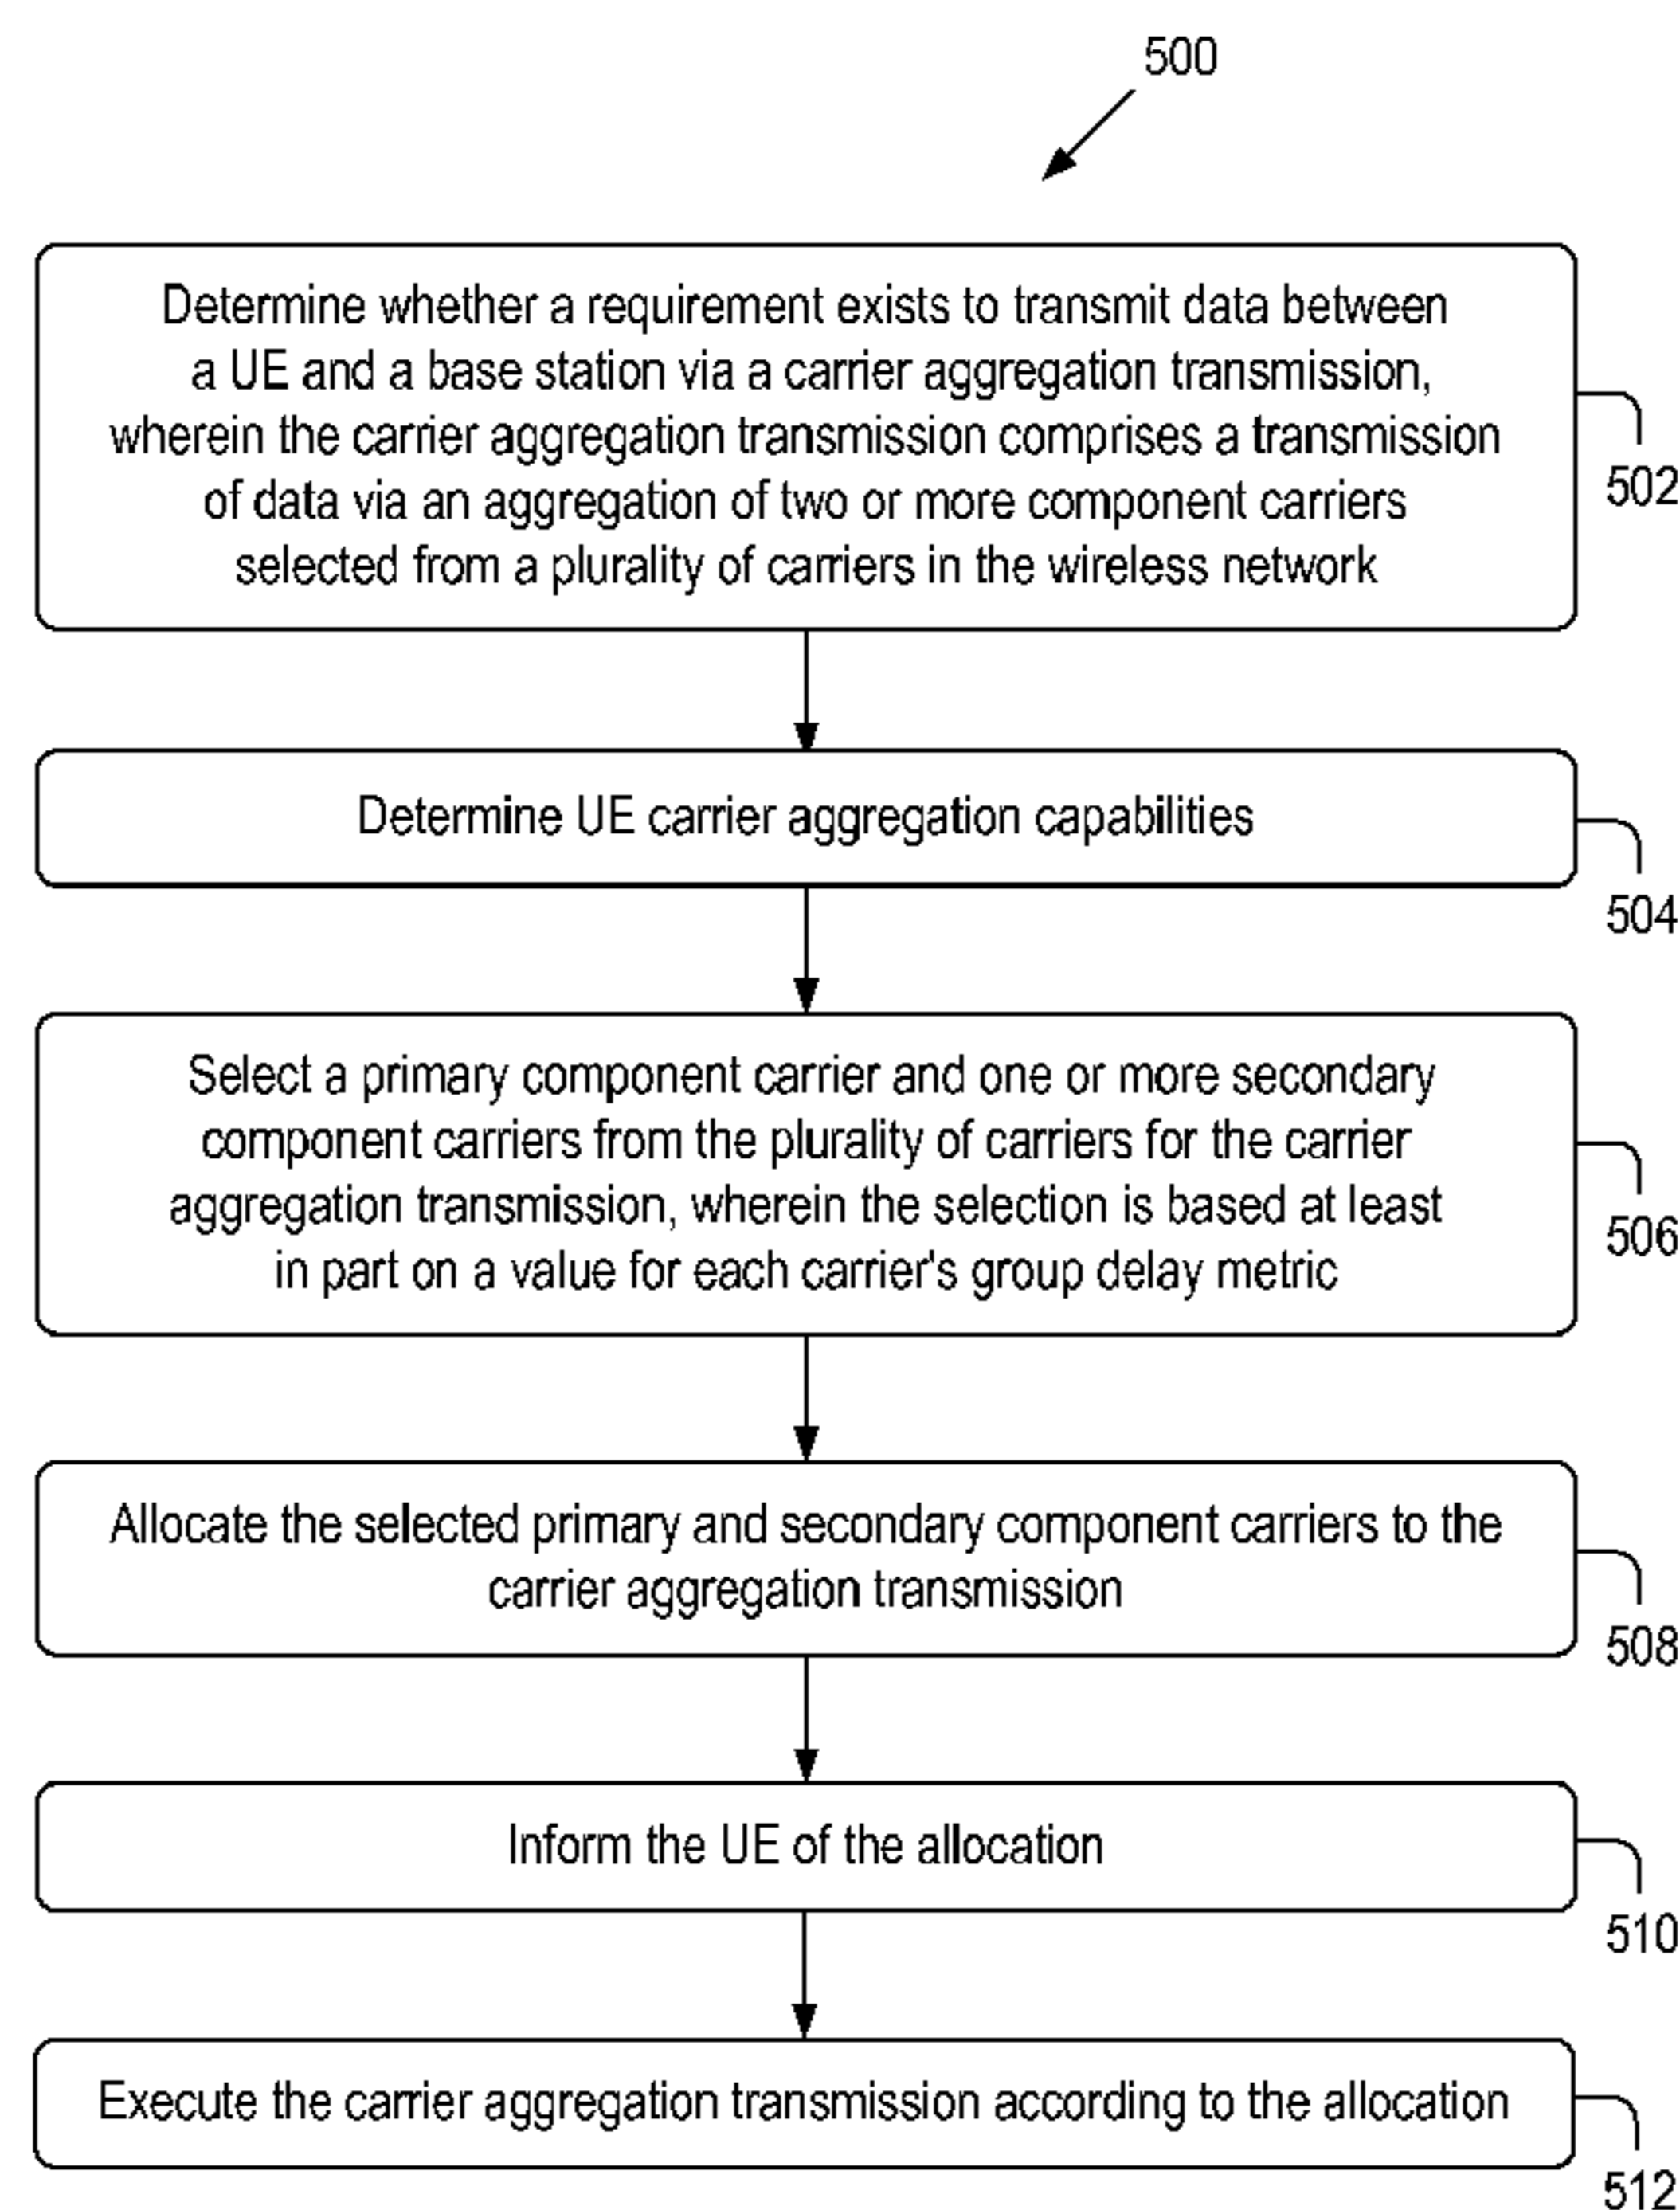 500
Determine whether a requirement exists to transmit data between
a UE and a base station via a carrier aggregation transmission,
wherein the carrier aggregation transmission comprises a transmission
of data via an aggregation of two or more component carriers
selected from a plurality of carriers in the wireless network
502
Determine UE carrier aggregation capabilities
504
Select a primary component carrier and one or more secondary
component carriers from the plurality of carriers for the carrier
aggregation transmission, wherein the selection is based at least
in part on a value for each carrier's group delay metric
506
Allocate the selected primary and secondary component carriers to the
carrier aggregation transmission
508
Inform the UE of the allocation
510
Execute the carrier aggregation transmission according to the allocation
512